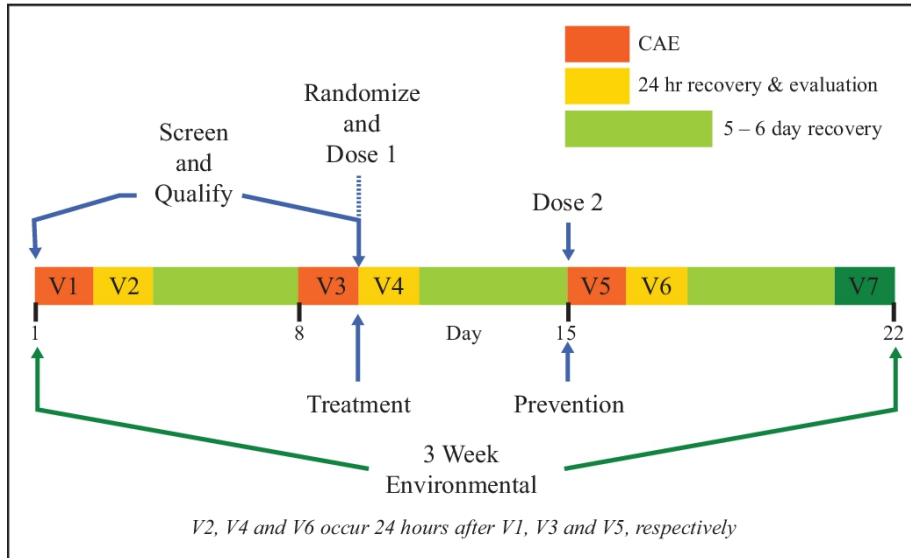 CAE
24 hr recovery & evaluation
5 – 6 day recovery
Screen
and
Qualify
Randomize
and
Dose 1
Dose 2
V1
V2
V3
V4
V5
V6
V7
1
8
Day
15
22
Treatment
Prevention
3 Week
Environmental
V2, V4 and V6 occur 24 hours after V1, V3 and V5, respectively